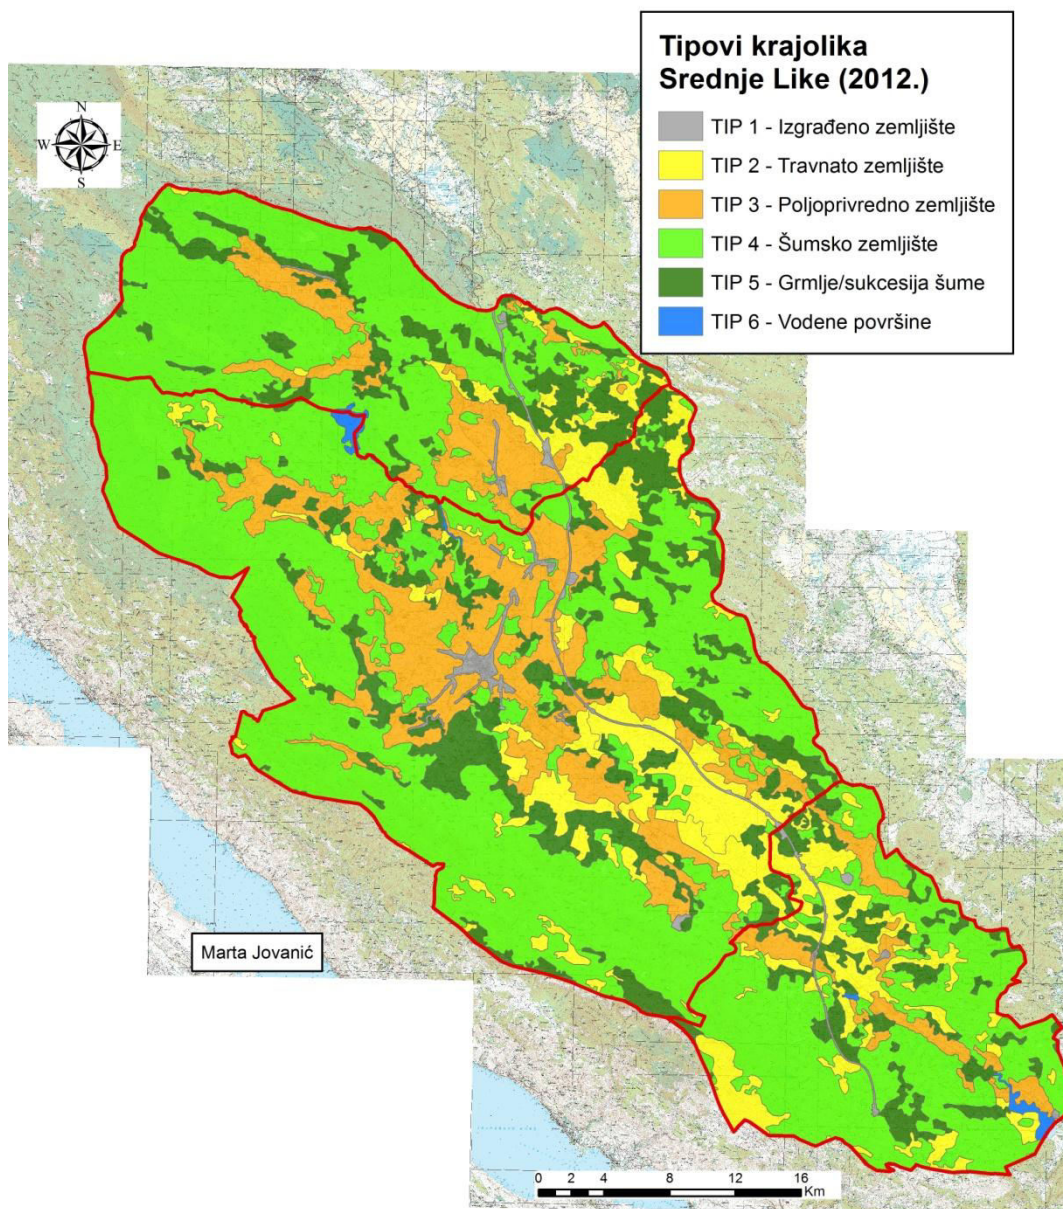 Tipovi krajolika
Srednje Like (2012.)
TIP 1 - Izgrađeno zemljište
TIP 2 - Travnato zemljište
TIP 3 - Poljoprivredno zemljište
TIP 4 - Šumsko zemljište
TIP 5 - Grmlje/sukcesija šume
TIP 6 - Vodene površine
N
W E
S
Marta Jovanić
0 2 4 8 12 16
Km